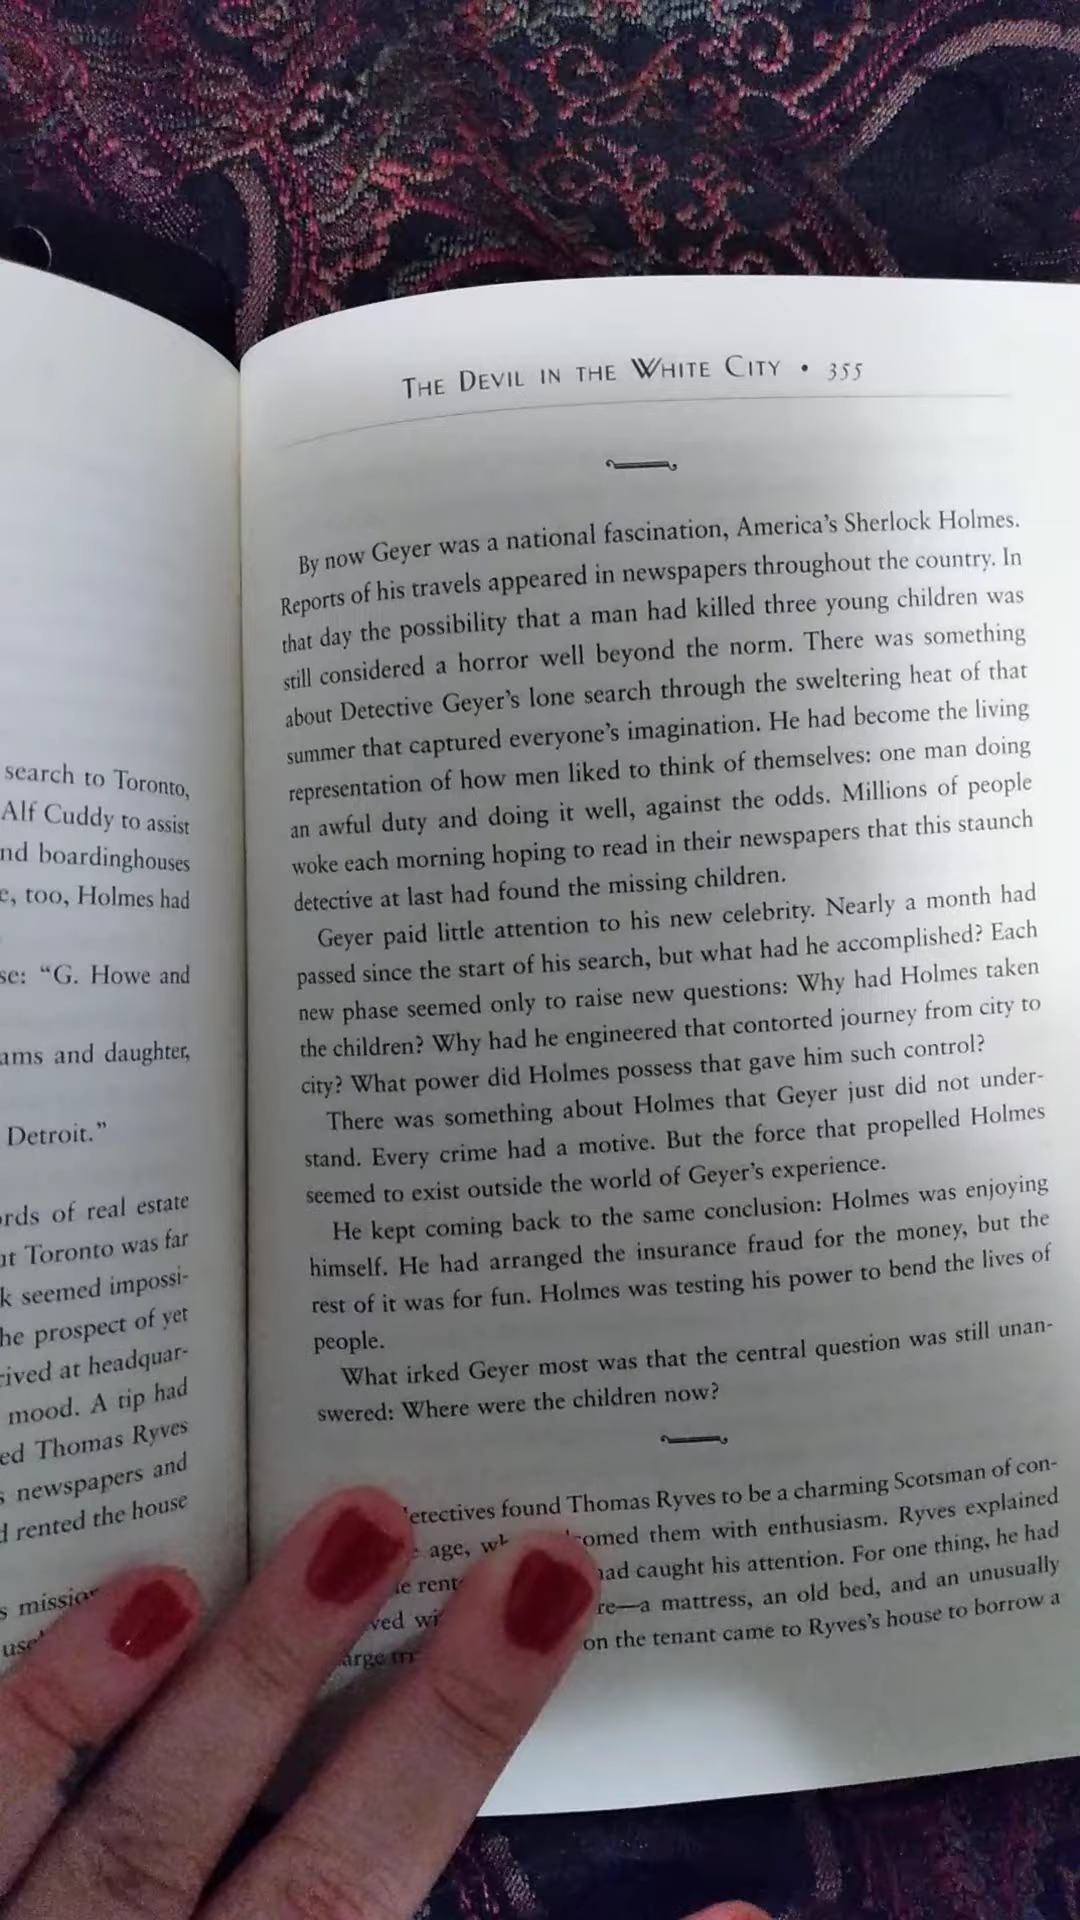 search to Toronto,
Alf Cuddy to assist
boardinghouses
too, Holmes had
"G. Howe and
and daughter,
Detroit."
of real estate
Toronto was far
seemed impossi-
prospect of yet
at headquar-
mood. A tip had
Thomas Ryves
newspapers and
rented the house
THE DEVIL IN THE WHITE CITY • 355
By now Geyer was a national fascination, America's Sherlock Holmes.
Reports of his travels appeared in newspapers throughout the country. In
that day the possibility that a man had killed three young children was
still considered a horror well beyond the norm. There was something
about Detective Geyer's lone search through the sweltering heat of that
summer that captured everyone's imagination. He had become the living
representation of how men liked to think of themselves: one man doing
an awful duty and doing it well, against the odds. Millions of people
woke each morning hoping to read in their newspapers that this staunch
detective at last had found the missing children.
Geyer paid little attention to his new celebrity. Nearly a month had
passed since the start of his search, but what had he accomplished? Each
new phase seemed only to raise new questions: Why had Holmes taken
the children? Why had he engineered that contorted journey from city to
city? What power did Holmes possess that gave him such control?
There was something about Holmes that Geyer just did not under-
stand. Every crime had a motive. But the force that propelled Holmes
seemed to exist outside the world of Geyer's experience.
He kept coming back to the same conclusion: Holmes was enjoying
himself. He had arranged the insurance fraud for the money, but the
rest of it was for fun. Holmes was testing his power to bend the lives of
people.
What irked Geyer most was that the central question was still unan-
swered: Where were the children now?
found Thomas Ryves to be a charming Scotsman of con-
age, them with enthusiasm. Ryves explained
had caught his attention. For one thing, he had
a mattress, an old bed, and an unusually
on the tenant came to Ryves's house to borrow a